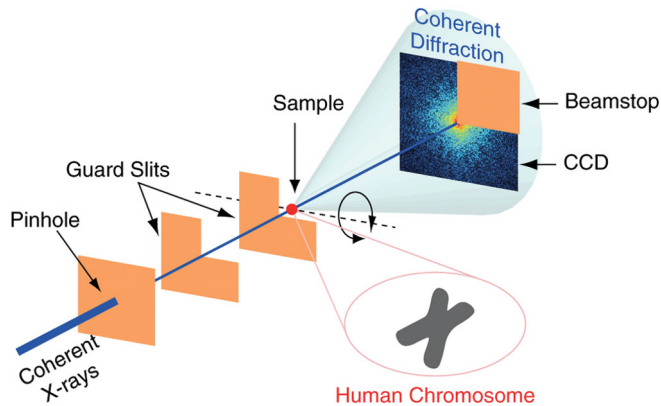 Coherent
Diffraction
Sample
Beamstop
Guard Slits
CCD
Pinhole
Coherent
X-rays
Human Chromosome